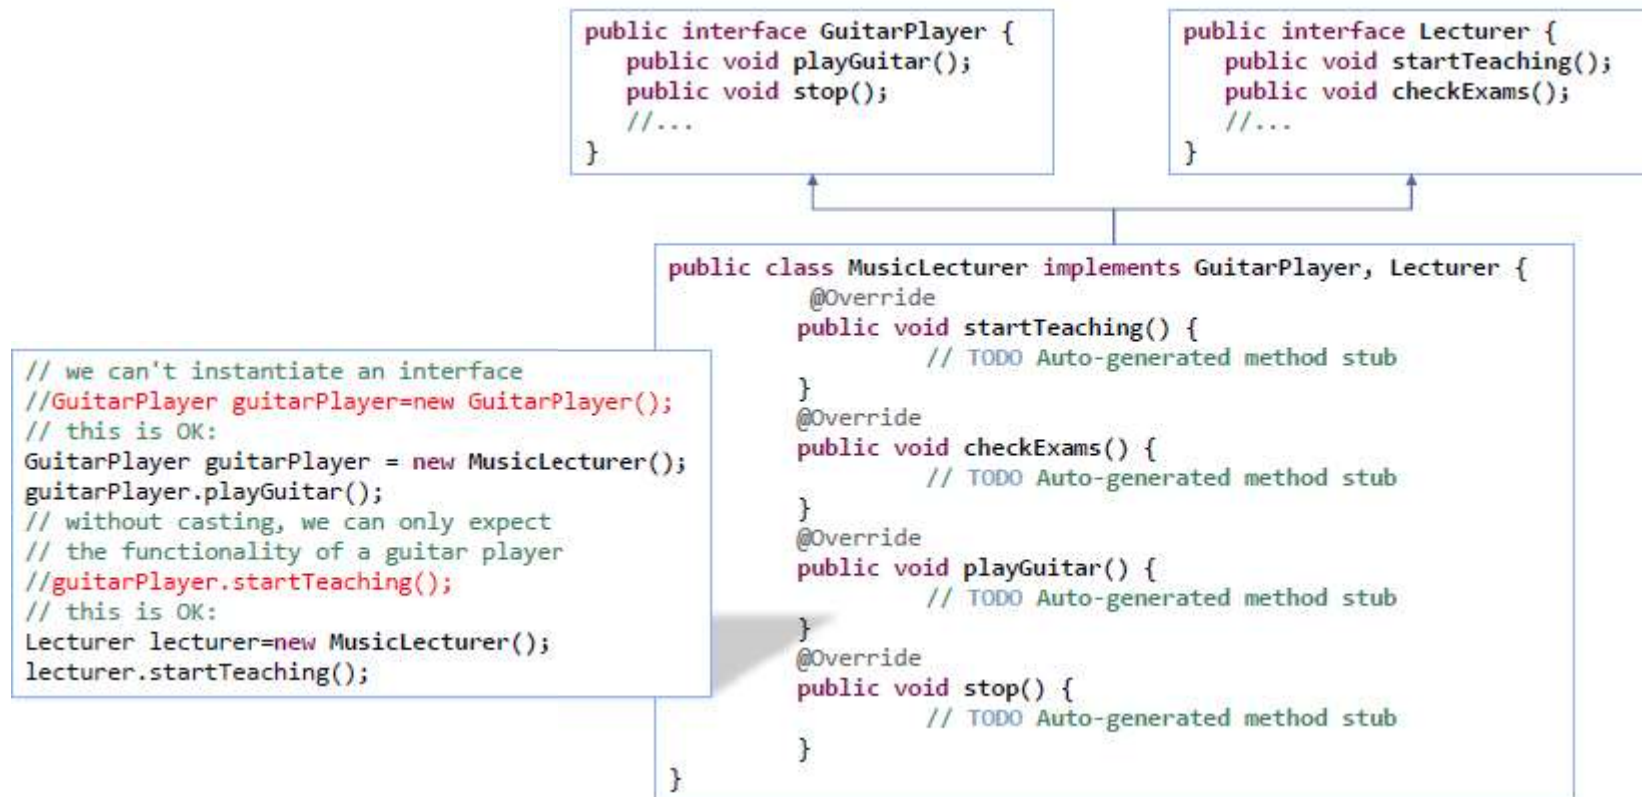 public interface GuitarPlayer {
public void playGuitar();
public void stop();
//...
}
public interface Lecturer {
public void startTeaching();
public void checkExams();
//...
}
public class MusicLecturer implements GuitarPlayer, Lecturer {
@Override
public void startTeaching() {
// TODO Auto-generated method stub
}
@Override
public void checkExams() {
// TODO Auto-generated method stub
}
@Override
public void playGuitar() {
// TODO Auto-generated method stub
}
@Override
public void stop() {
// TODO Auto-generated method stub
}
}
// we can't instantiate an interface
//GuitarPlayer guitarPlayer=new GuitarPlayer();
// this is OK:
GuitarPlayer guitarPlayer = new MusicLecturer();
guitarPlayer.playGuitar();
// without casting, we can only expect
// the functionality of a guitar player
//guitarPlayer.startTeaching();
// this is OK:
Lecturer lecturer=new MusicLecturer();
lecturer.startTeaching();